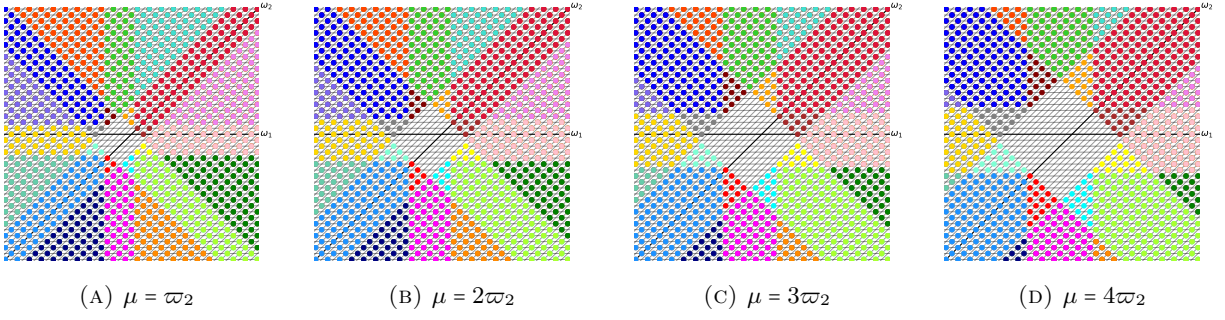 ω₂ ω₂ ω₂ ω₂
ω₁ ω₁ ω₁ ω₁
(A) μ = ϖ₂ (B) μ = 2ϖ₂ (C) μ = 3ϖ₂ (D) μ = 4ϖ₂